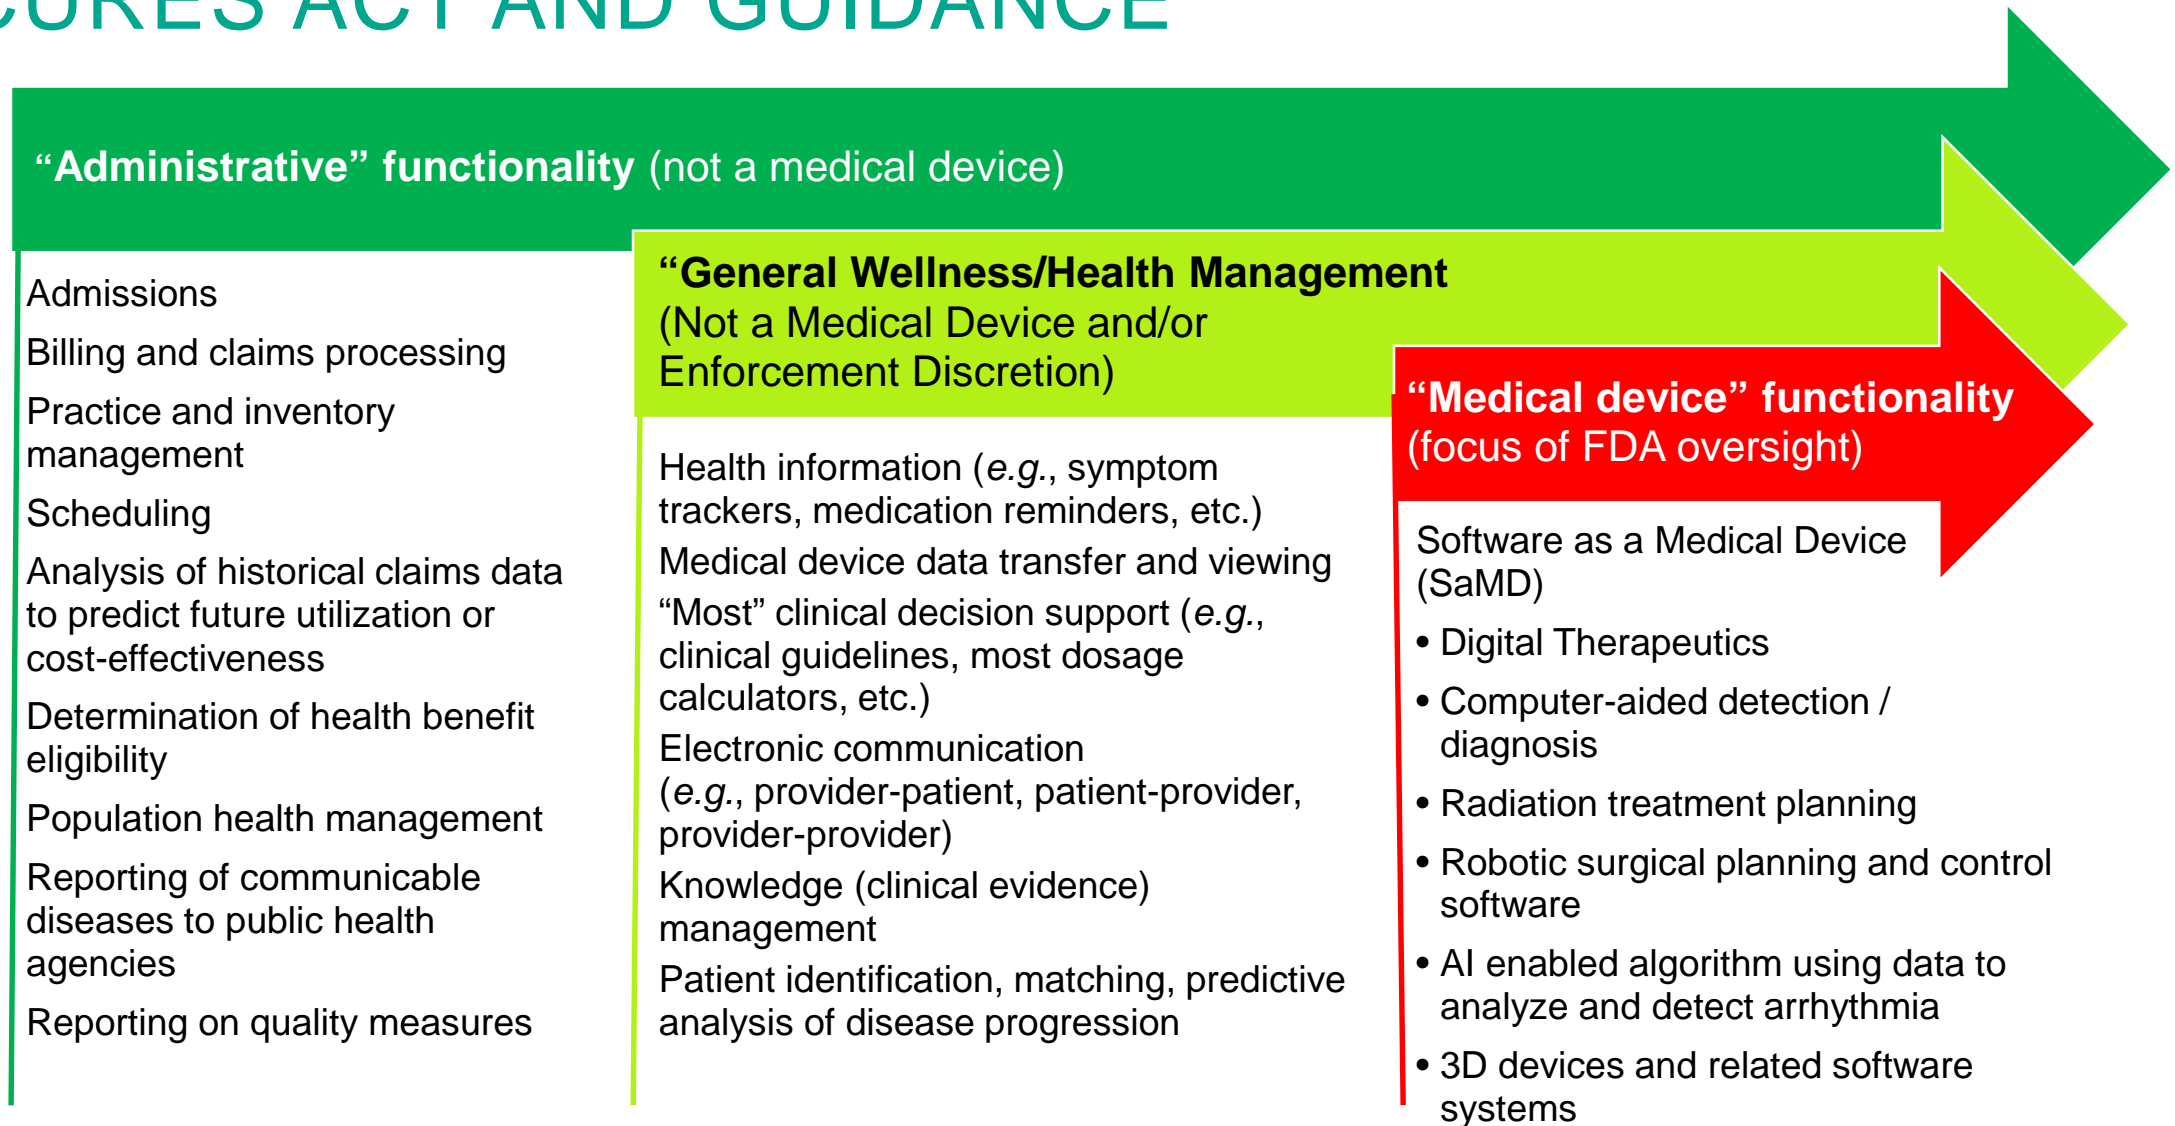 CURES ACT AND GUIDANCE
“Administrative” functionality (not a medical device)
Admissions
Billing and claims processing
Practice and inventory
management
Scheduling
Analysis of historical claims data
to predict future utilization or
cost-effectiveness
Determination of health benefit
eligibility
Population health management
Reporting of communicable
diseases to public health
agencies
Reporting on quality measures
“General Wellness/Health Management
(Not a Medical Device and/or
Enforcement Discretion)
Health information (e.g., symptom
trackers, medication reminders, etc.)
Medical device data transfer and viewing
“Most” clinical decision support (e.g.,
clinical guidelines, most dosage
calculators, etc.)
Electronic communication
(e.g., provider-patient, patient-provider,
provider-provider)
Knowledge (clinical evidence)
management
Patient identification, matching, predictive
analysis of disease progression
“Medical device” functionality
(focus of FDA oversight)
Software as a Medical Device
(SaMD)
• Digital Therapeutics
• Computer-aided detection /
diagnosis
• Radiation treatment planning
• Robotic surgical planning and control
software
• AI enabled algorithm using data to
analyze and detect arrhythmia
• 3D devices and related software
systems